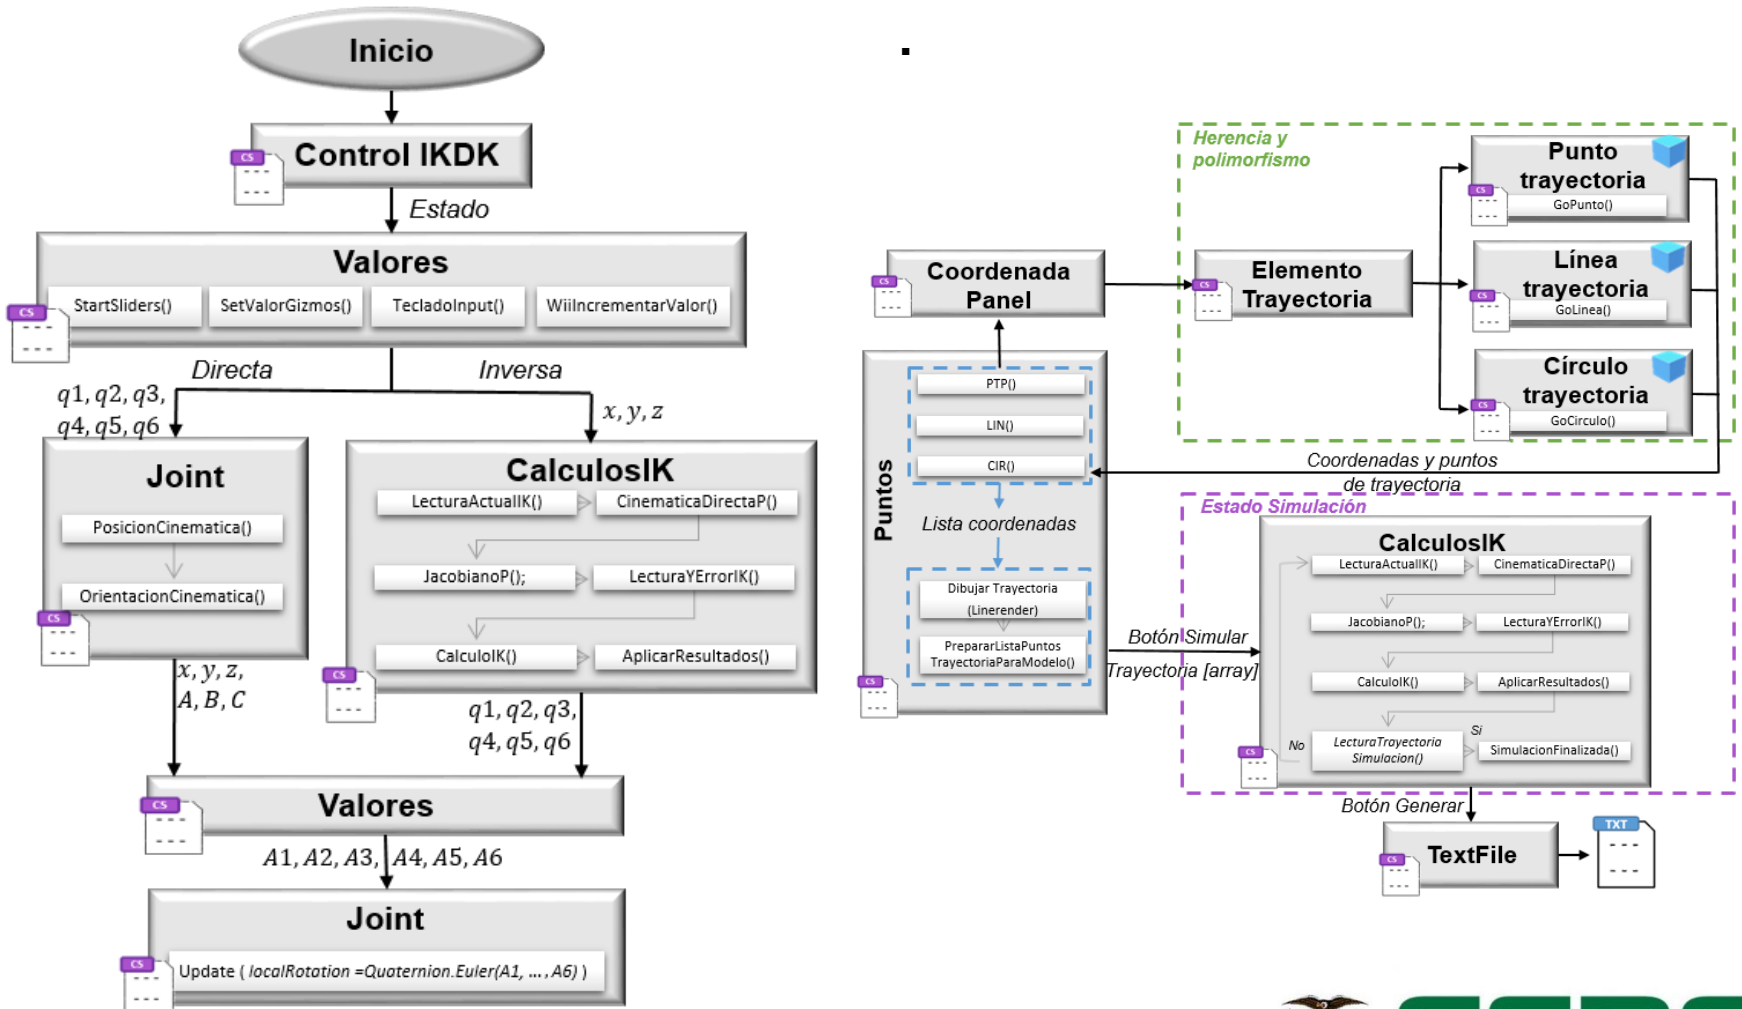 Inicio
CS
Control IKDK
Estado
Valores
StartSliders()
SetValorGizmos()
TecladoInput()
WiiIncrementarValor()
CS
Directa
Inversa
q1, q2, q3,
q4, q5, q6
x, y, z
Joint
PosicionCinematica()
OrientacionCinematica()
CS
CalculosIK
LecturaActualIK()
CinematicaDirectaP()
JacobianoP();
LecturaYErrorIK()
CalculoIK()
AplicarResultados()
CS
x, y, z,
A, B, C
q1, q2, q3,
q4, q5, q6
Valores
CS
A1, A2, A3, A4, A5, A6
Joint
CS
Update ( localRotation =Quaternion.Euler(A1, ..., A6) )
Herencia y
polimorfismo
Punto
trayectoria
CS
GoPunto()
Coordenada
Panel
CS
Elemento
Trayectoria
CS
Línea
trayectoria
CS
GoLinea()
Círculo
trayectoria
CS
GoCirculo()
Puntos
PTP()
LIN()
CIR()
Coordenadas y puntos
de trayectoria
Lista coordenadas
Dibujar Trayectoria
(Linerender)
PrepararListaPuntos
TrayectoriaParaModelo()
CS
Botón Simular
Trayectoria [array]
Estado Simulación
CalculosIK
LecturaActualIK()
CinematicaDirectaP()
JacobianoP();
LecturaYErrorIK()
CalculoIK()
AplicarResultados()
No
LecturaTrayectoria
Simulacion()
Si
SimulacionFinalizada()
CS
Botón Generar
TextFile
CS
TXT